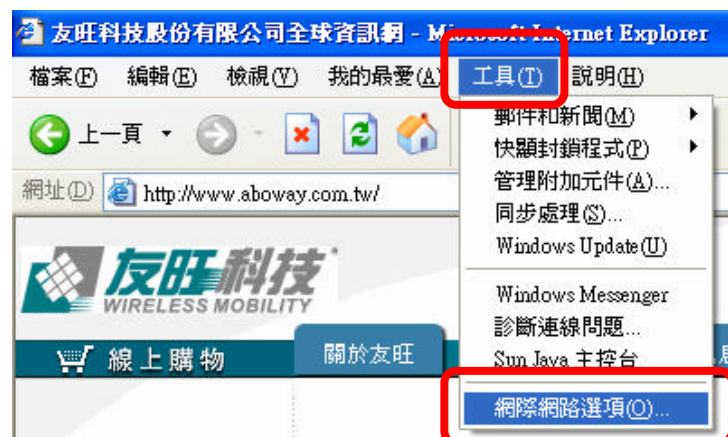 友旺科技股份有限公司全球資訊網 - Microsoft Internet Explorer
檔案(F) 編輯(E) 檢視(V) 我的最愛(A) 工具(T) 說明(H)
上一頁
網址(D) http://www.aboway.com.tw/
郵件和新聞(M)
快顯封鎖程式(P)
管理附加元件(A)...
同步處理(S)...
Windows Update(U)
Windows Messenger
診斷連線問題...
Sun Java 主控台
網際網路選項(O)...
友旺科技
WIRELESS MOBILITY
線上購物 關於友旺